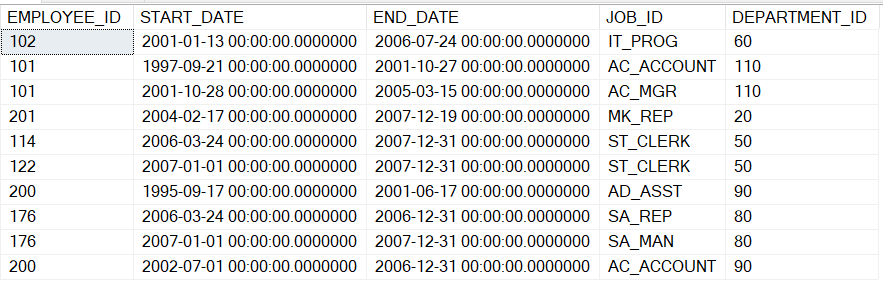 EMPLOYEE_ID START_DATE END_DATE JOB_ID DEPARTMENT_ID
102 2001-01-13 00:00:00.0000000 2006-07-24 00:00:00.0000000 IT_PROG 60
101 1997-09-21 00:00:00.0000000 2001-10-27 00:00:00.0000000 AC_ACCOUNT 110
101 2001-10-28 00:00:00.0000000 2005-03-15 00:00:00.0000000 AC_MGR 110
201 2004-02-17 00:00:00.0000000 2007-12-19 00:00:00.0000000 MK_REP 20
114 2006-03-24 00:00:00.0000000 2007-12-31 00:00:00.0000000 ST_CLERK 50
122 2007-01-01 00:00:00.0000000 2007-12-31 00:00:00.0000000 ST_CLERK 50
200 1995-09-17 00:00:00.0000000 2001-06-17 00:00:00.0000000 AD_ASST 90
176 2006-03-24 00:00:00.0000000 2006-12-31 00:00:00.0000000 SA_REP 80
176 2007-01-01 00:00:00.0000000 2007-12-31 00:00:00.0000000 SA_MAN 80
200 2002-07-01 00:00:00.0000000 2006-12-31 00:00:00.0000000 AC_ACCOUNT 90